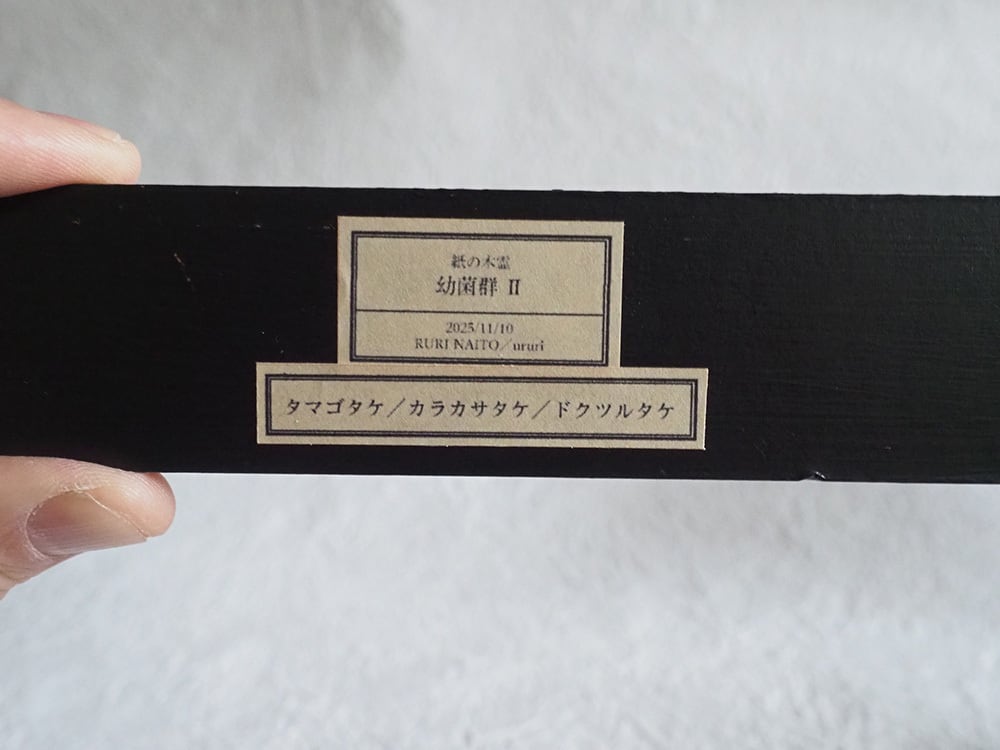 紙の木霊
幼菌群 II
2025/11/10
RURI NAITO／ururi
タマゴタケ／カラカサタケ／ドクツルタケ